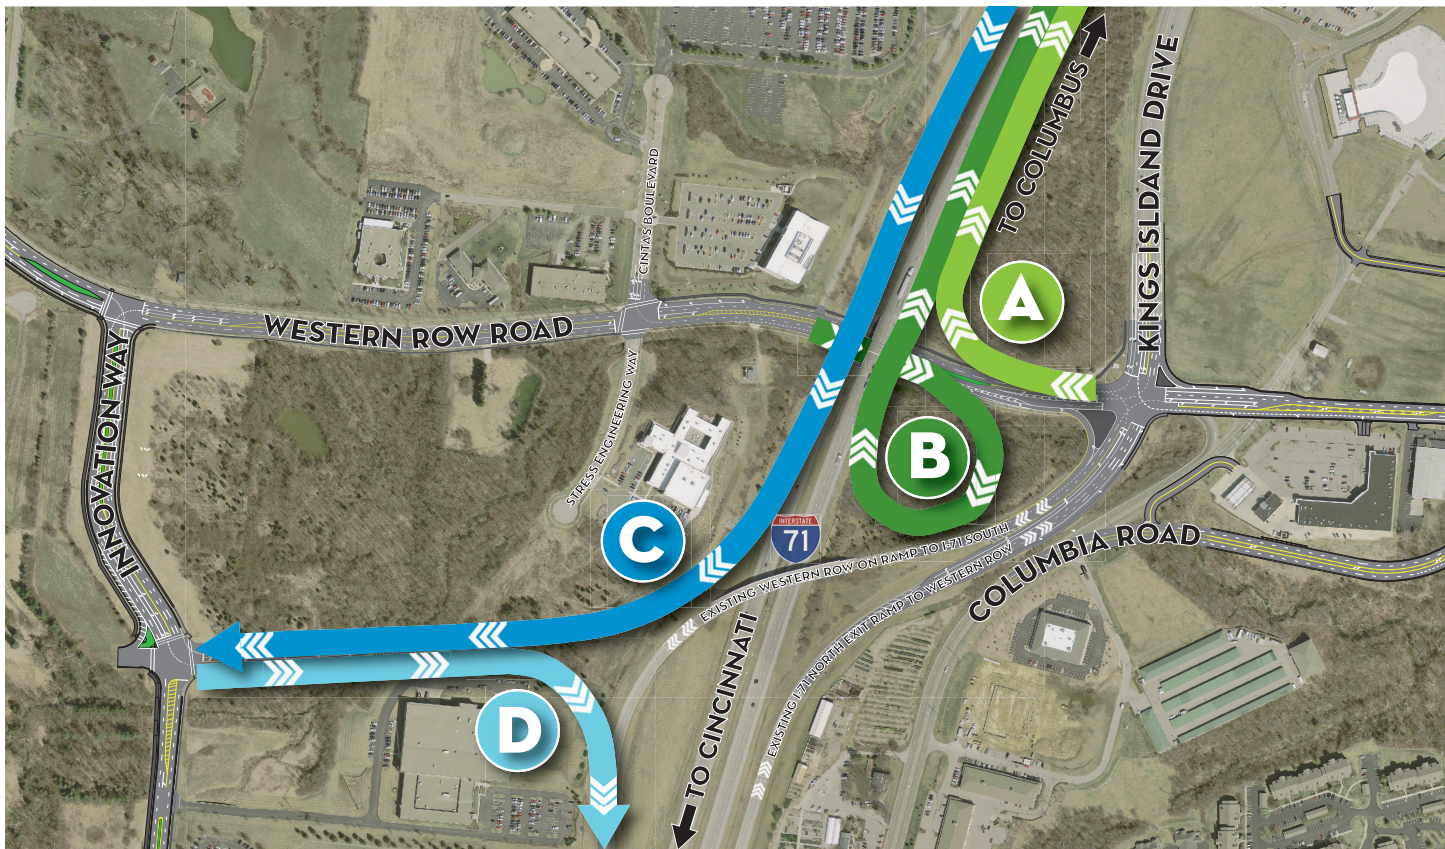 TO COLUMBUS
KINGS ISLDAND DRIVE
CINTAS BOULEVARD
A
WESTERN ROW ROAD
INNOVATION WAY
STRESS ENGINEERING WAY
B
C
INTERSTATE
71
EXISTING WESTERN ROW ON RAMP TO I-71 SOUTH
EXISTING I-71 NORTH EXIT RAMP TO WESTERN ROW
COLUMBIA ROAD
TO CINCINNATI
D